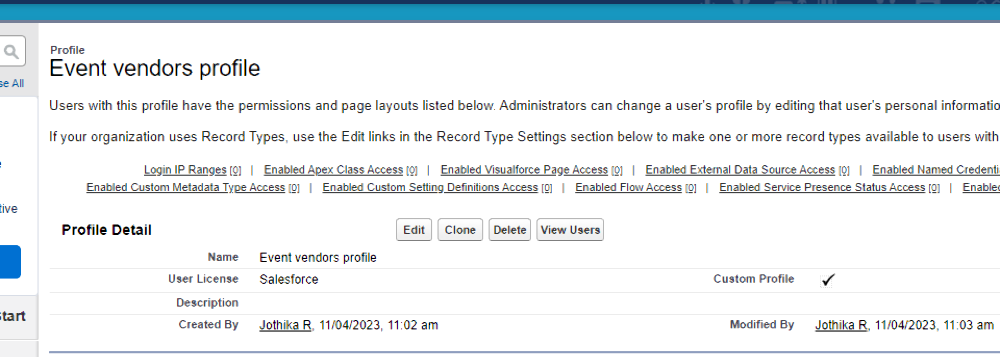 Profile
Event vendors profile
se All
Users with this profile have the permissions and page layouts listed below. Administrators can change a user's profile by editing that user's personal informatio
If your organization uses Record Types, use the Edit links in the Record Type Settings section below to make one or more record types available to users with
Login IP Ranges [0] | Enabled Apex Class Access [0] | Enabled Visualforce Page Access [0] | Enabled External Data Source Access [0] | Enabled Named Credenti
Enabled Custom Metadata Type Access [0] | Enabled Custom Setting Definitions Access [0] | Enabled Flow Access [0] | Enabled Service Presence Status Access [0] | Enabled
tive
Profile Detail Edit Clone Delete View Users
Name Event vendors profile
User License Salesforce Custom Profile
Description
Start
Created By Jothika R, 11/04/2023, 11:02 am Modified By Jothika R, 11/04/2023, 11:03 am